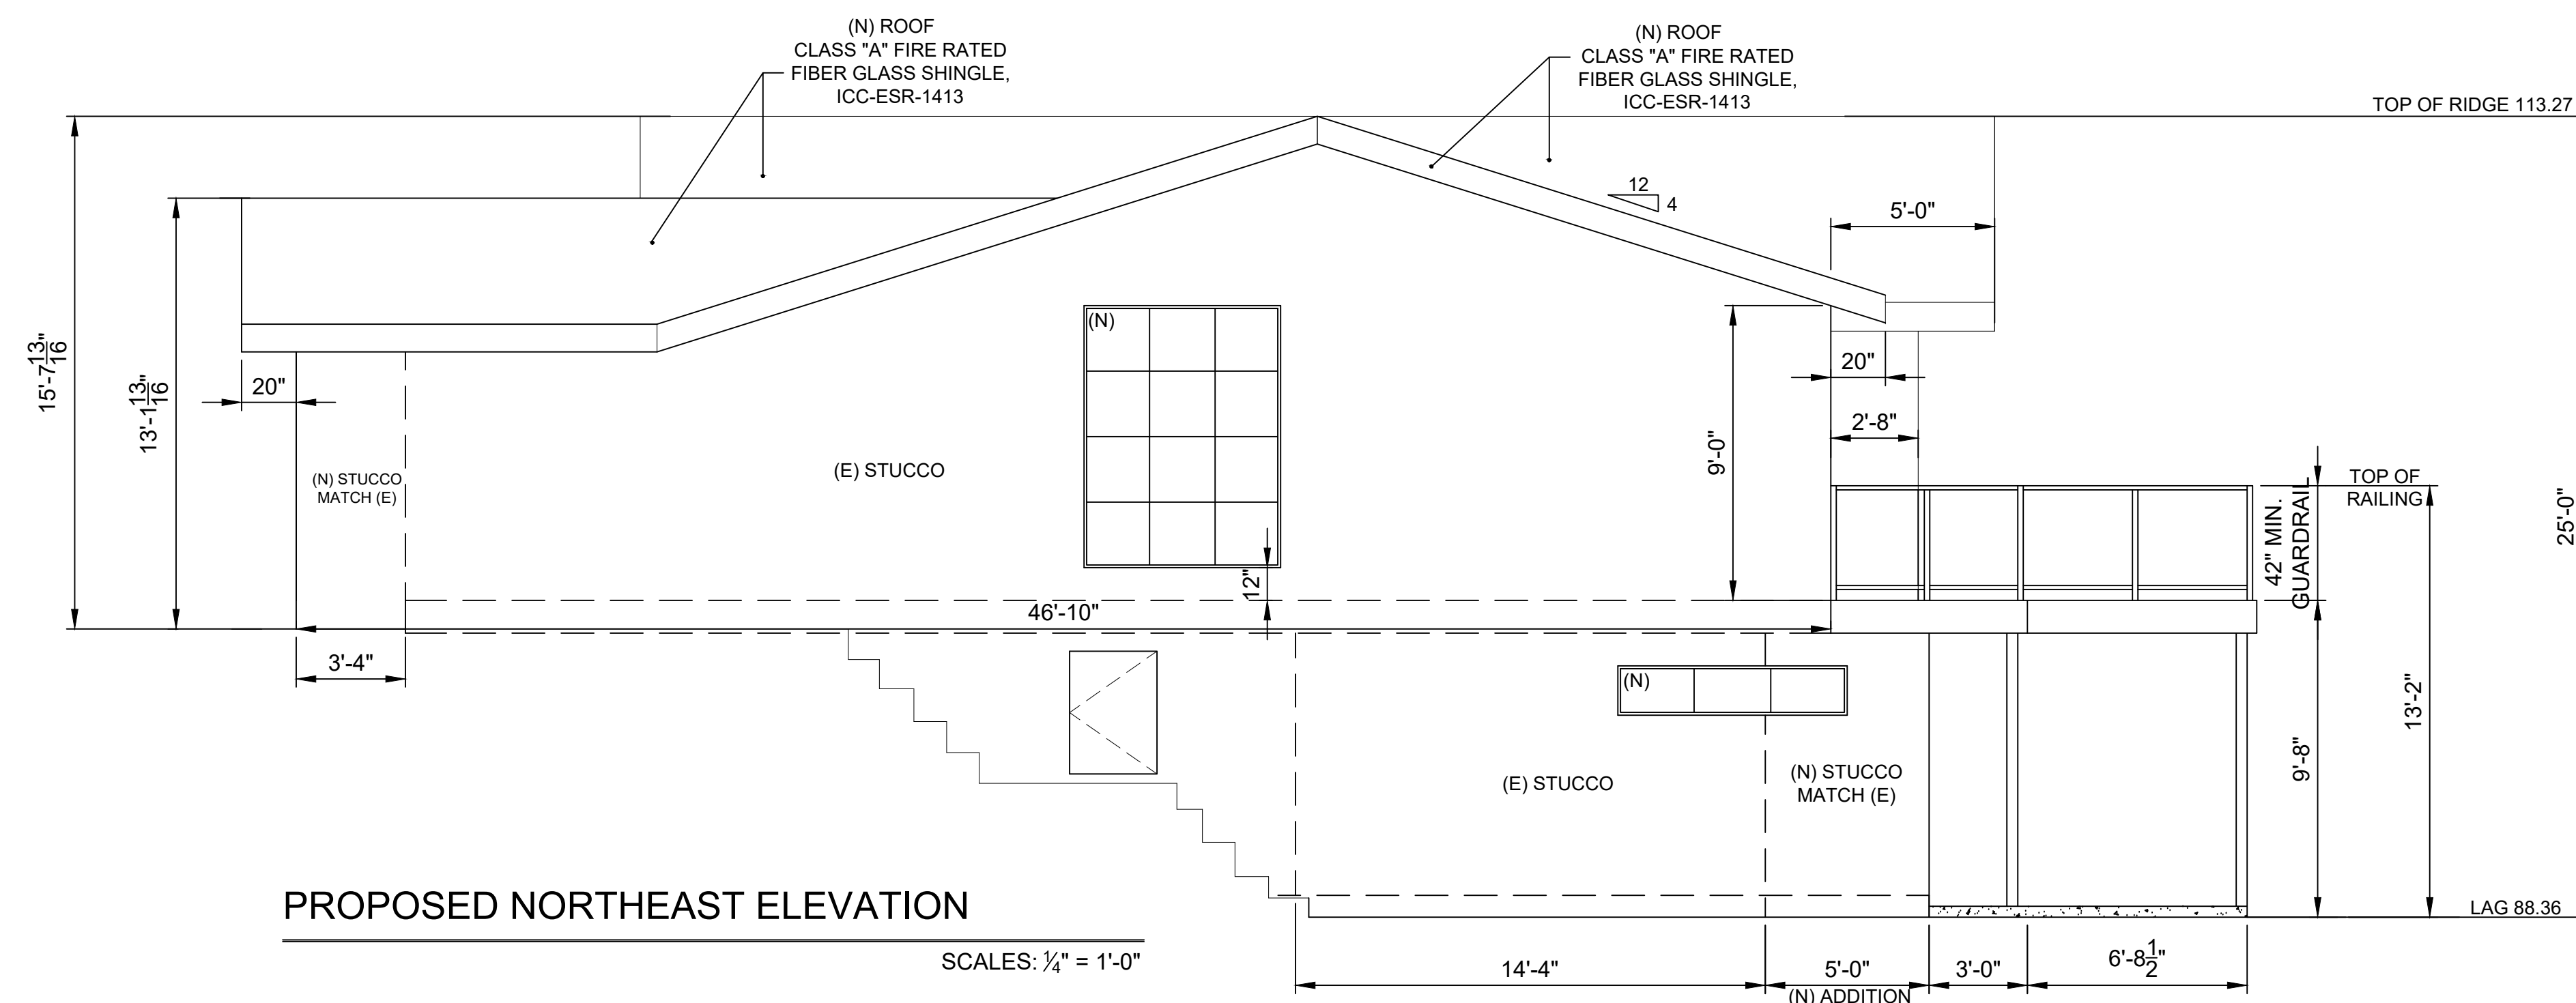 (N) ROOF
CLASS "A" FIRE RATED
FIBER GLASS SHINGLE,
ICC-ESR-1413
(N) ROOF
CLASS "A" FIRE RATED
FIBER GLASS SHINGLE,
ICC-ESR-1413
TOP OF RIDGE 113.27
12
4
5'-0"
15'-7 13/16"
13'-1 13/16"
20"
(N)
9'-0"
20"
2'-8"
(N) STUCCO
MATCH (E)
(E) STUCCO
42" MIN.
GUARDRAIL
TOP OF
RAILING
25'-0"
12"
46'-10"
3'-4"
(N)
13'-2"
9'-8"
(E) STUCCO
(N) STUCCO
MATCH (E)
PROPOSED NORTHEAST ELEVATION
SCALES: ¼" = 1'-0"
LAG 88.36
14'-4"
5'-0"
(N) ADDITION
3'-0"
6'-8 1/2"